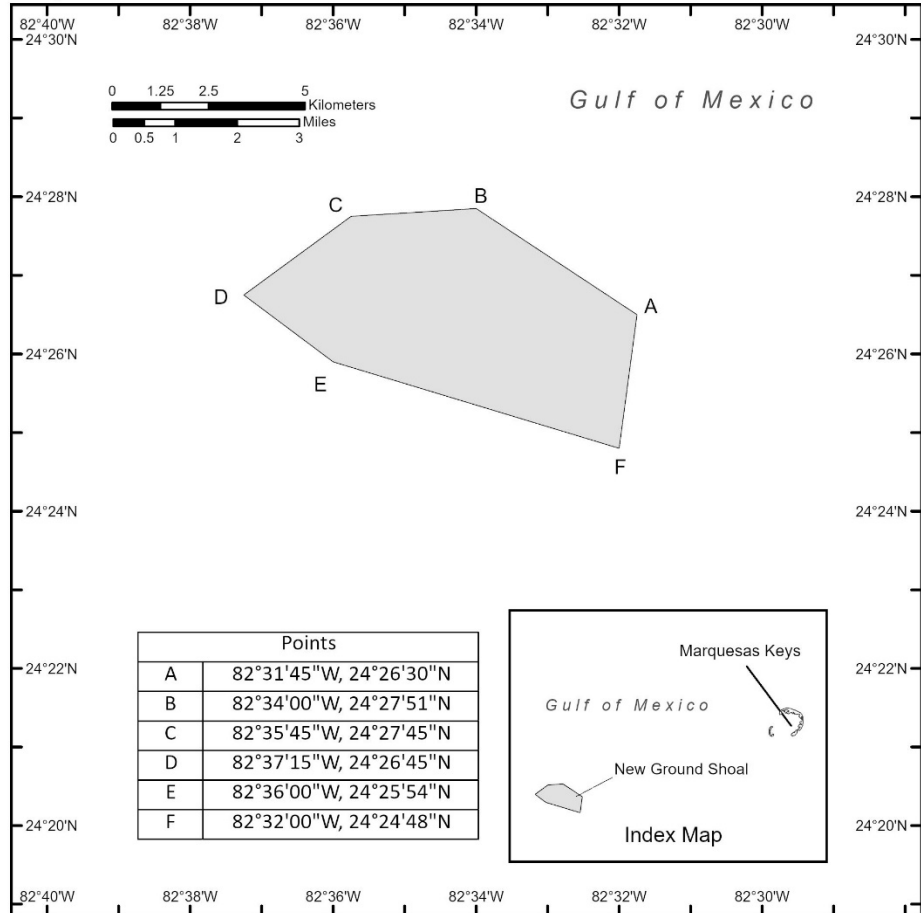 82°40'W 82°38'W 82°36'W 82°34'W 82°32'W 82°30'W
24°30'N 24°30'N
0 1.25 2.5 5
Kilometers
Miles
0 0.5 1 2 3
Gulf of Mexico
24°28'N 24°28'N
B
C
D
A
24°26'N 24°26'N
E
F
24°24'N 24°24'N
Points
A 82°31'45"W, 24°26'30"N
B 82°34'00"W, 24°27'51"N
C 82°35'45"W, 24°27'45"N
D 82°37'15"W, 24°26'45"N
E 82°36'00"W, 24°25'54"N
F 82°32'00"W, 24°24'48"N
24°22'N 24°22'N
Marquesas Keys
Gulf of Mexico
New Ground Shoal
Index Map
24°20'N 24°20'N
82°40'W 82°38'W 82°36'W 82°34'W 82°32'W 82°30'W